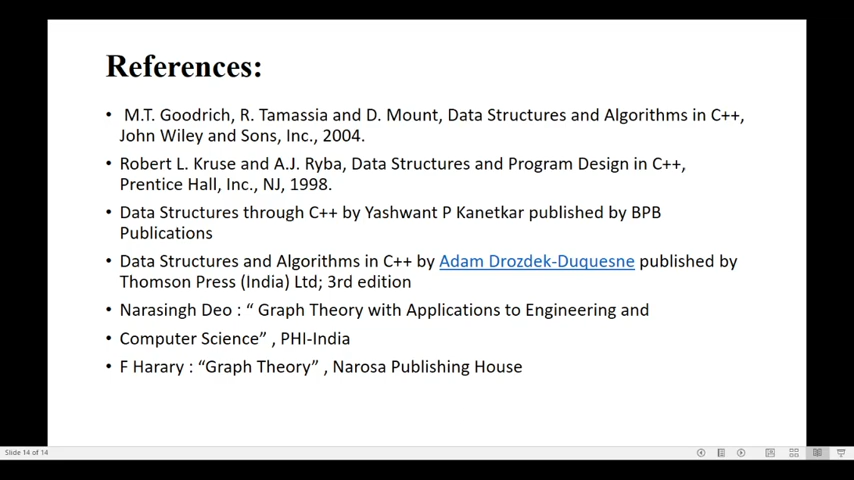 References:
• M.T. Goodrich, R. Tamassia and D. Mount, Data Structures and Algorithms in C++,
John Wiley and Sons, Inc., 2004.
• Robert L. Kruse and A.J. Ryba, Data Structures and Program Design in C++,
Prentice Hall, Inc., NJ, 1998.
• Data Structures through C++ by Yashwant P Kanetkar published by BPB
Publications
• Data Structures and Algorithms in C++ by Adam Drozdek-Duquesne published by
Thomson Press (India) Ltd; 3rd edition
• Narasingh Deo : “ Graph Theory with Applications to Engineering and
• Computer Science” , PHI-India
• F Harary : “Graph Theory” , Narosa Publishing House
Slide 14 of 14